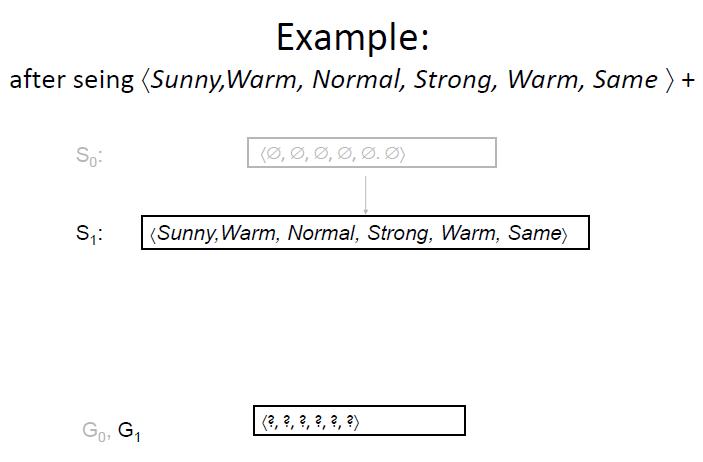 Example:
after seing ⟨Sunny,Warm, Normal, Strong, Warm, Same ⟩ +
S₀:
⟨∅, ∅, ∅, ∅, ∅. ∅⟩
S₁:
⟨Sunny,Warm, Normal, Strong, Warm, Same⟩
G₀, G₁
⟨?, ?, ?, ?, ?, ?⟩